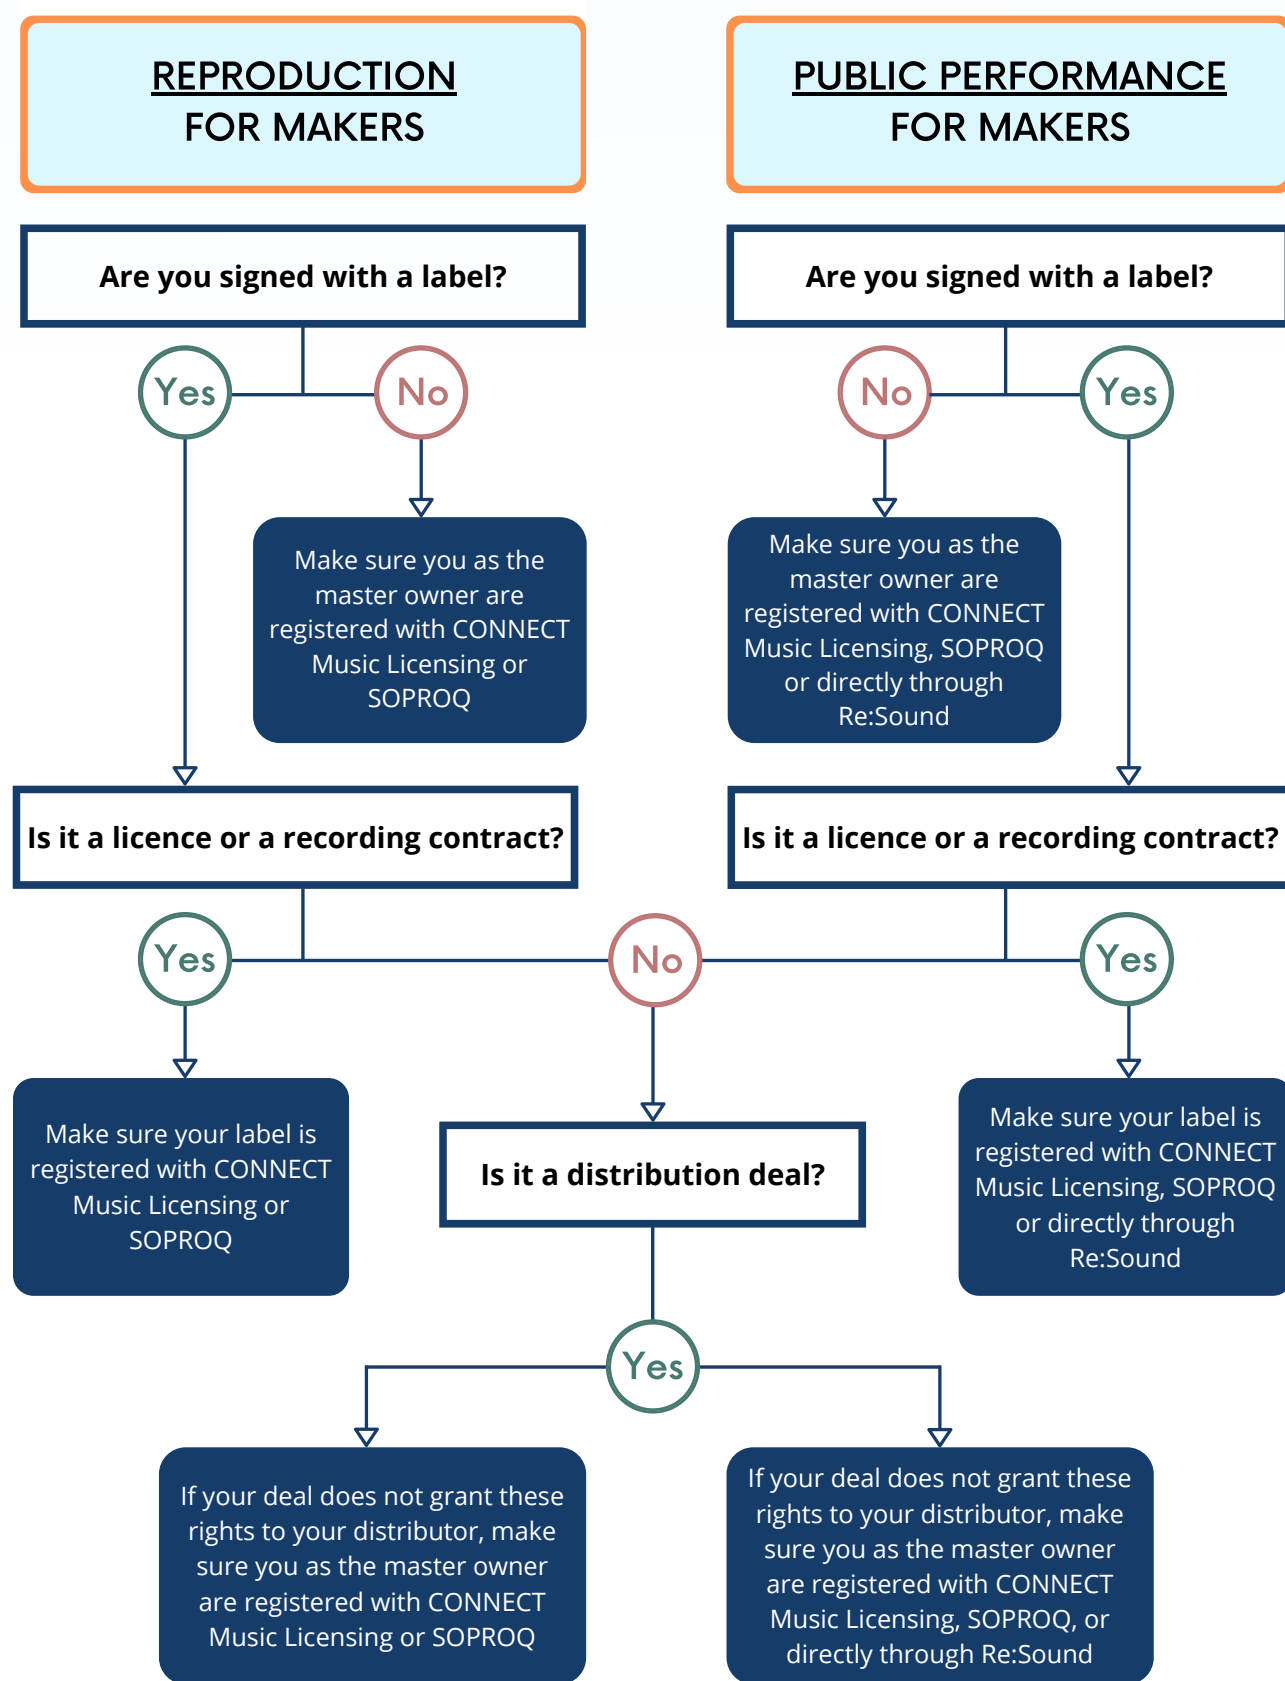 REPRODUCTION
FOR MAKERS
PUBLIC PERFORMANCE
FOR MAKERS
Are you signed with a label?
Are you signed with a label?
Yes
No
No
Yes
Make sure you as the
master owner are
registered with CONNECT
Music Licensing or
SOPROQ
Make sure you as the
master owner are
registered with CONNECT
Music Licensing, SOPROQ
or directly through
Re:Sound
Is it a licence or a recording contract?
Is it a licence or a recording contract?
Yes
No
Yes
Make sure your label is
registered with CONNECT
Music Licensing or
SOPROQ
Is it a distribution deal?
Make sure your label is
registered with CONNECT
Music Licensing, SOPROQ
or directly through
Re:Sound
Yes
If your deal does not grant these
rights to your distributor, make
sure you as the master owner
are registered with CONNECT
Music Licensing or SOPROQ
If your deal does not grant these
rights to your distributor, make
sure you as the master owner
are registered with CONNECT
Music Licensing, SOPROQ, or
directly through Re:Sound